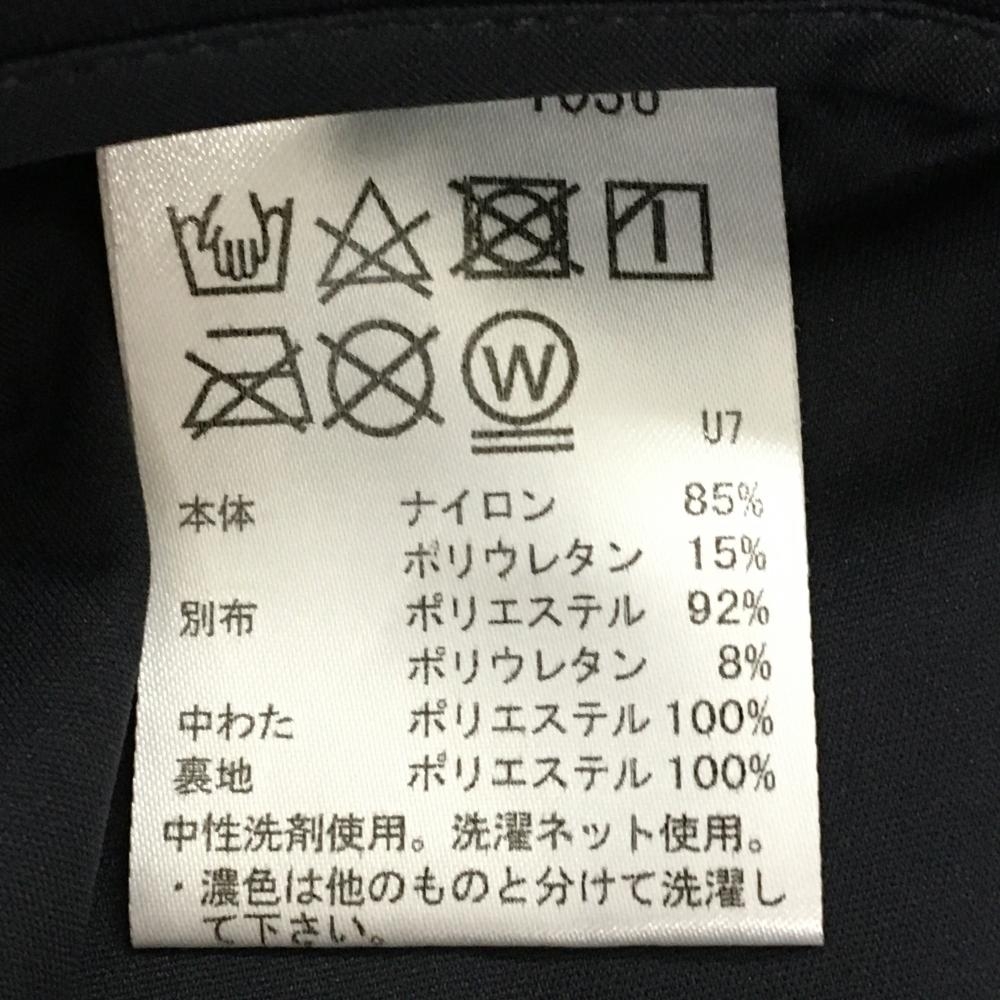 W
U7
本体 ナイロン 85%
ポリウレタン 15%
別布 ポリエステル 92%
ポリウレタン 8%
中わた ポリエステル 100%
裏地 ポリエステル 100%
中性洗剤使用。洗濯ネット使用。
・濃色は他のものと分けて洗濯し
て下さい。